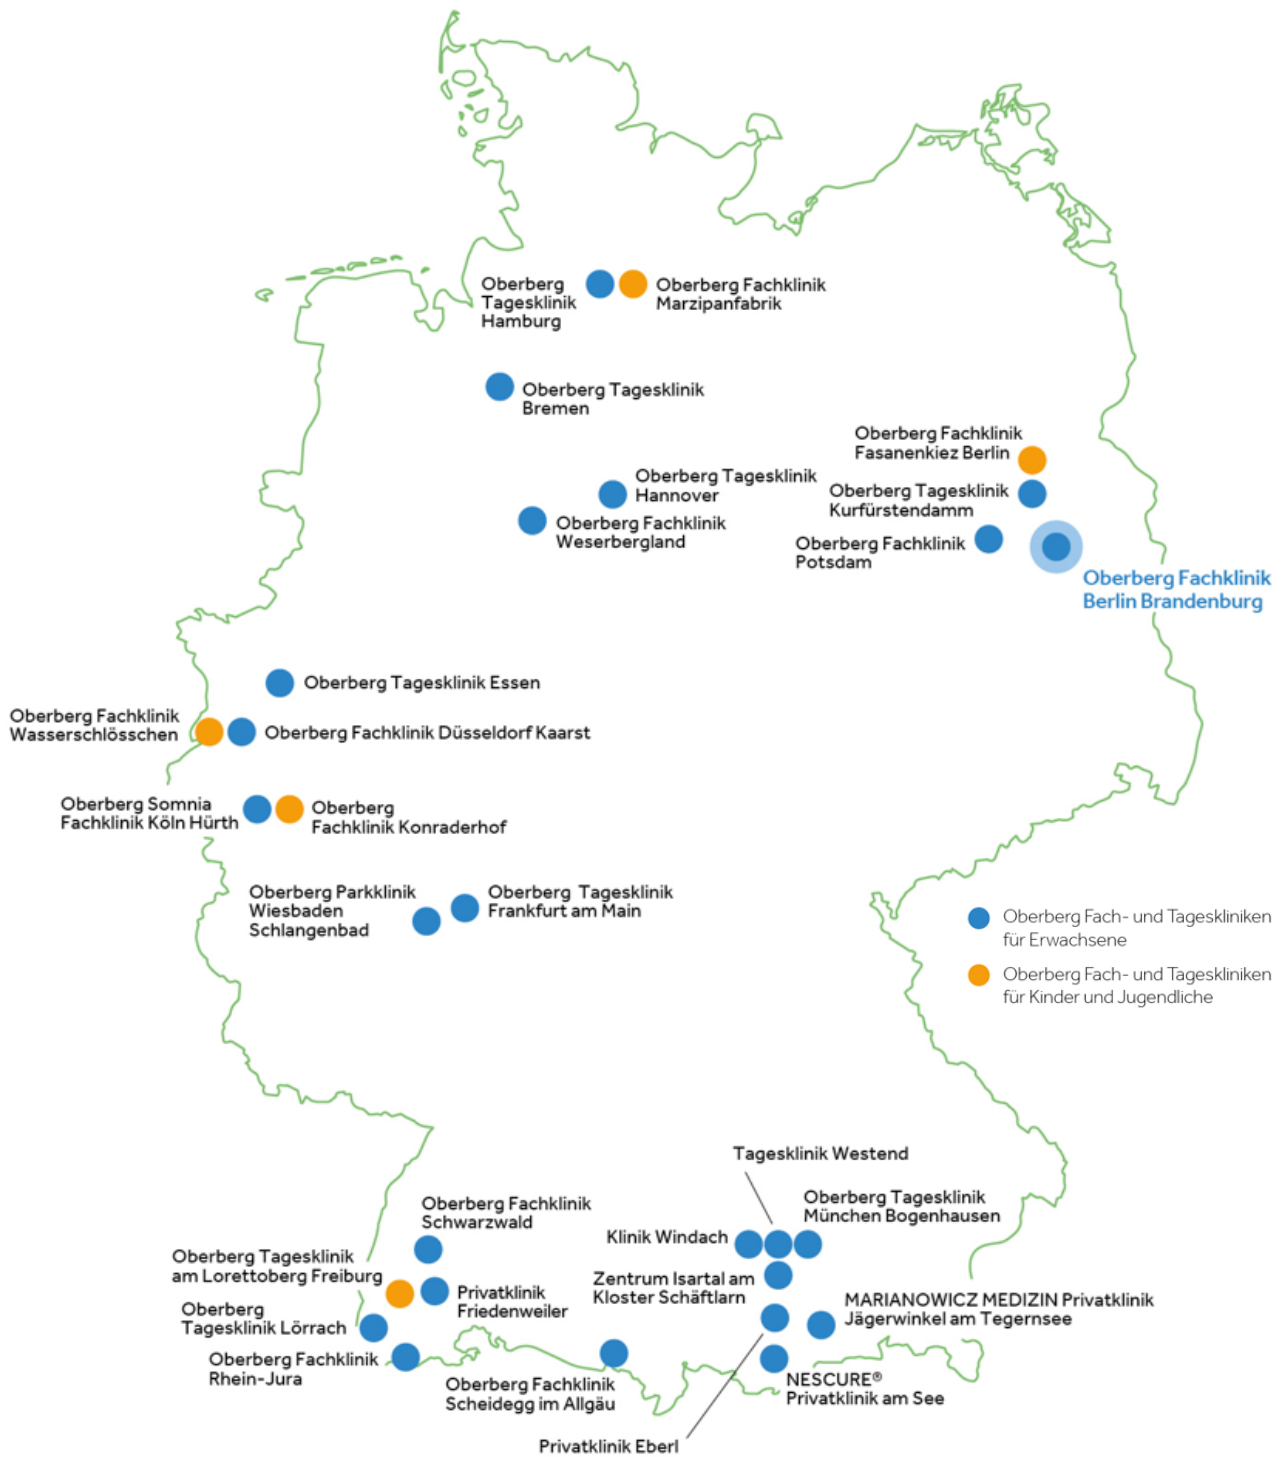 Oberberg
Tagesklinik
Hamburg
Oberberg Fachklinik
Marzipanfabrik
Oberberg Tagesklinik
Bremen
Oberberg Fachklinik
Fasanenkiez Berlin
Oberberg Tagesklinik
Hannover
Oberberg Tagesklinik
Kurfürstendamm
Oberberg Fachklinik
Weserbergland
Oberberg Fachklinik
Potsdam
Oberberg Fachklinik
Berlin Brandenburg
Oberberg Tagesklinik Essen
Oberberg Fachklinik
Wasserschlösschen
Oberberg Fachklinik Düsseldorf Kaarst
Oberberg Somnia
Fachklinik Köln Hürth
Oberberg
Fachklinik Konraderhof
Oberberg Parkklinik
Wiesbaden
Schlangenbad
Oberberg Tagesklinik
Frankfurt am Main
Oberberg Fach- und Tageskliniken
für Erwachsene
Oberberg Fach- und Tageskliniken
für Kinder und Jugendliche
Tagesklinik Westend
Oberberg Fachklinik
Schwarzwald
Oberberg Tagesklinik
München Bogenhausen
Klinik Windach
Oberberg Tagesklinik
am Lorettoberg Freiburg
Zentrum Isartal am
Kloster Schäftlarn
Privatklinik
Friedenweiler
MARIANOWICZ MEDIZIN Privatklinik
Jägerwinkel am Tegernsee
Oberberg
Tagesklinik Lörrach
Oberberg Fachklinik
Rhein-Jura
Oberberg Fachklinik
Scheidegg im Allgäu
NESCURE®
Privatklinik am See
Privatklinik Eberl